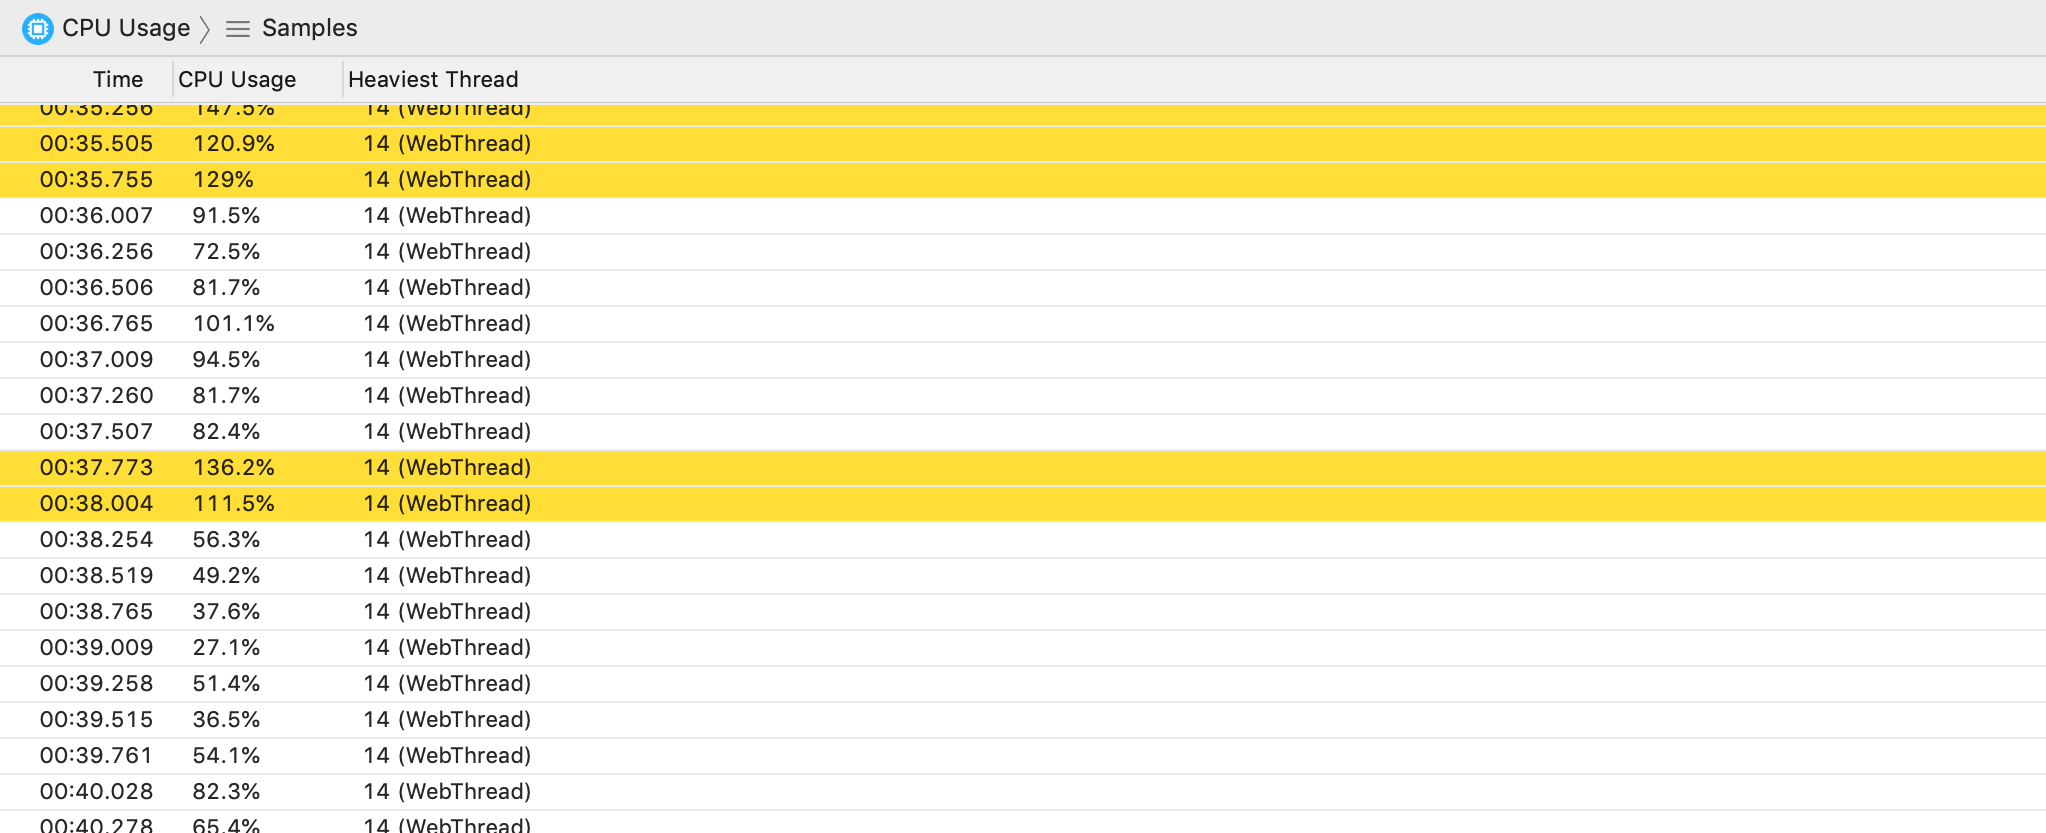 CPU Usage Samples
Time CPU Usage Heaviest Thread
00:35.256 147.5% 14 (WebThread)
00:35.505 120.9% 14 (WebThread)
00:35.755 129% 14 (WebThread)
00:36.007 91.5% 14 (WebThread)
00:36.256 72.5% 14 (WebThread)
00:36.506 81.7% 14 (WebThread)
00:36.765 101.1% 14 (WebThread)
00:37.009 94.5% 14 (WebThread)
00:37.260 81.7% 14 (WebThread)
00:37.507 82.4% 14 (WebThread)
00:37.773 136.2% 14 (WebThread)
00:38.004 111.5% 14 (WebThread)
00:38.254 56.3% 14 (WebThread)
00:38.519 49.2% 14 (WebThread)
00:38.765 37.6% 14 (WebThread)
00:39.009 27.1% 14 (WebThread)
00:39.258 51.4% 14 (WebThread)
00:39.515 36.5% 14 (WebThread)
00:39.761 54.1% 14 (WebThread)
00:40.028 82.3% 14 (WebThread)
00:40.278 65.4% 14 (WebThread)